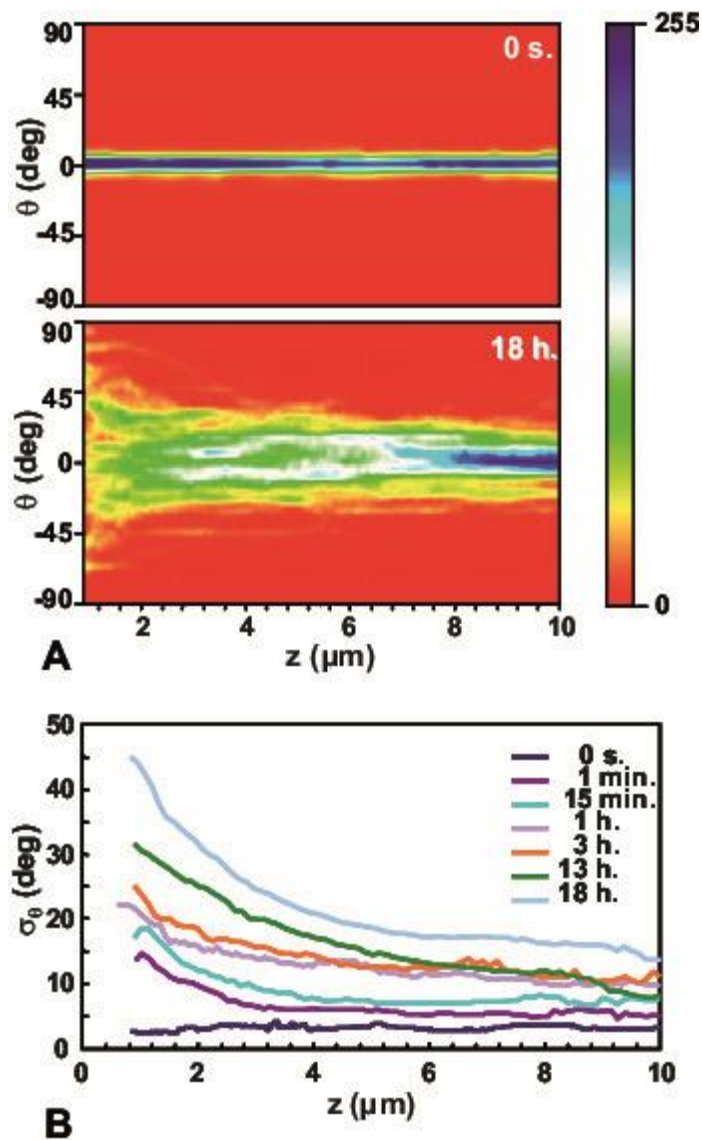 90
45
0
-45
-90
θ (deg)
0 s.
255
0
90
45
0
-45
-90
θ (deg)
18 h.
2 4 6 8 10
z (µm)
A
50
40
30
20
10
0
σθ (deg)
0 s.
1 min.
15 min.
1 h.
3 h.
13 h.
18 h.
0 2 4 6 8 10
z (µm)
B